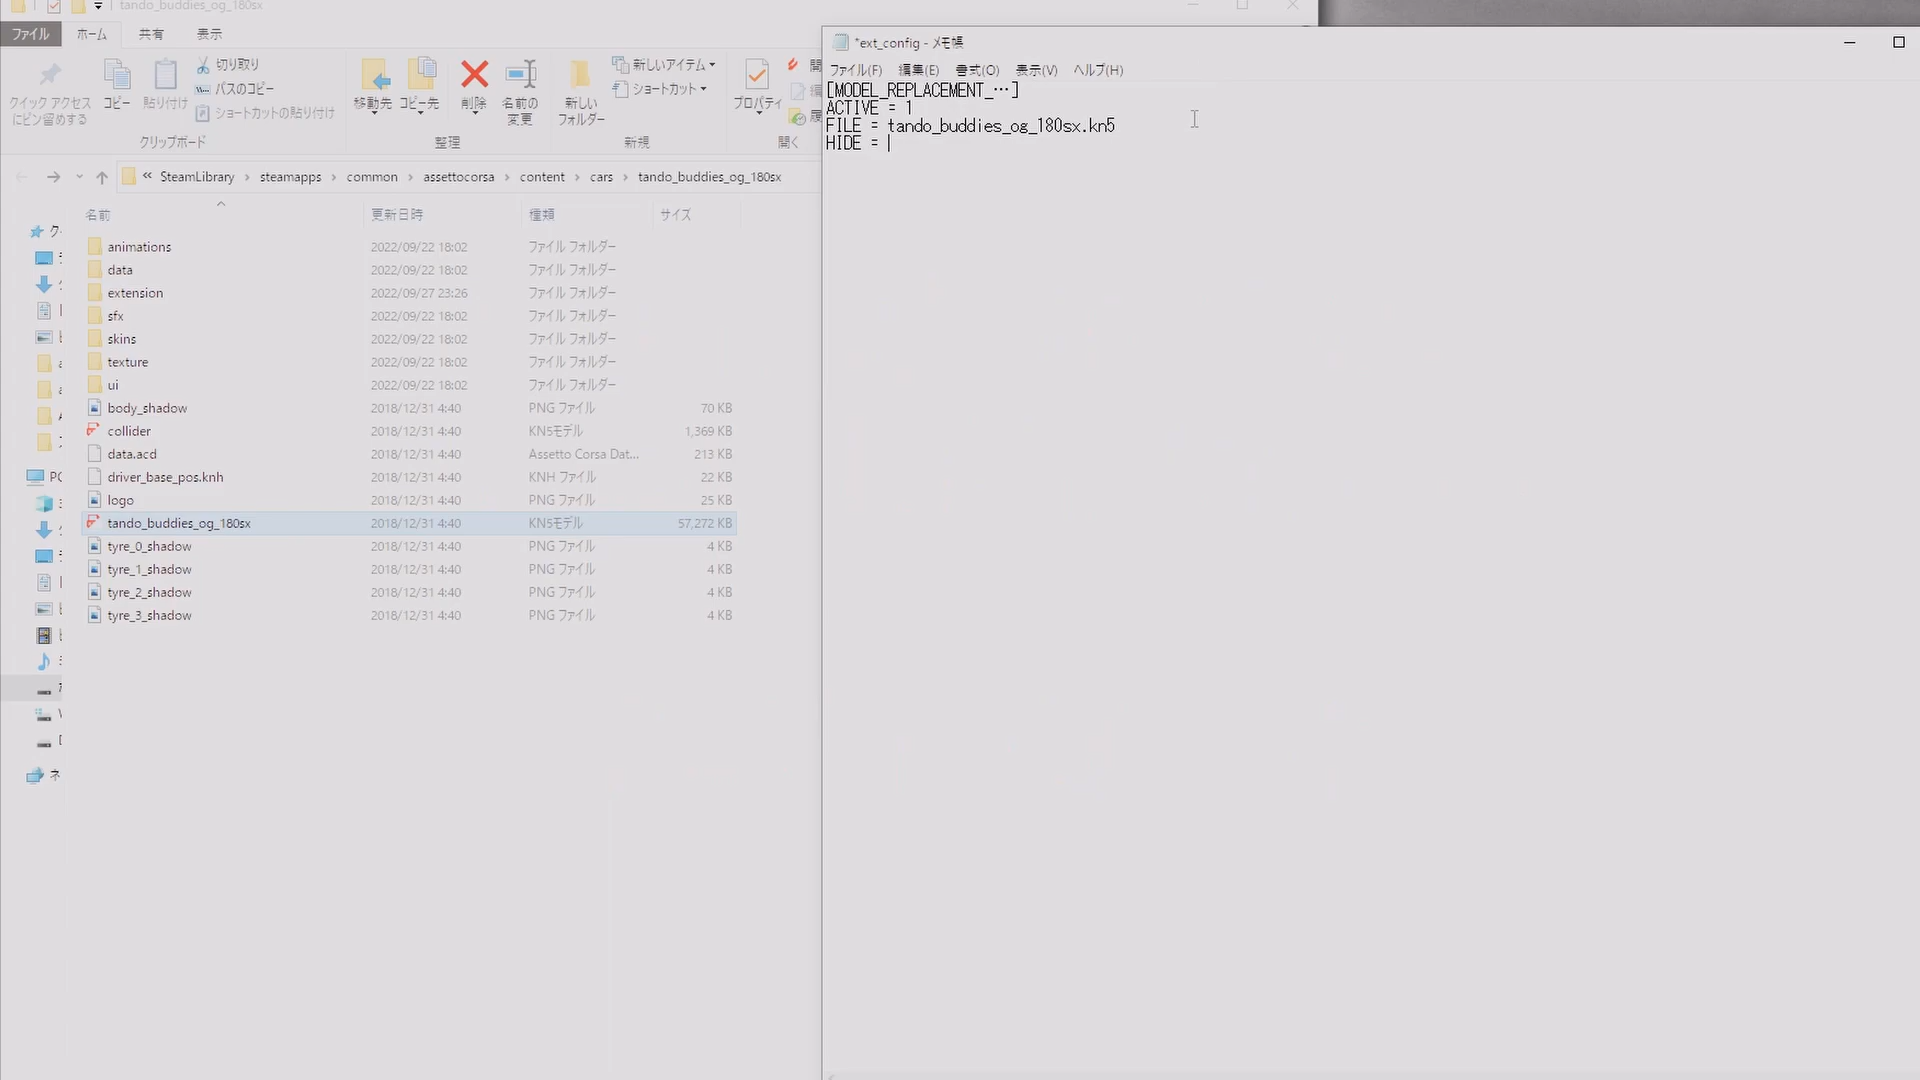 tando_buddies_og_180sx
ファイル
ホーム
共有
表示
クイック アクセス
にピン留めする
コピー
貼り付け
切り取り
パスのコピー
ショートカットの貼り付け
クリップボード
移動先
コピー先
削除
名前の
変更
整理
新しい
フォルダー
新しいアイテム
ショートカット
新規
プロパティ
開
編
履
開く
« SteamLibrary › steamapps › common › assettocorsa › content › cars › tando_buddies_og_180sx
名前 更新日時 種類 サイズ
animations 2022/09/22 18:02 ファイル フォルダー
data 2022/09/22 18:02 ファイル フォルダー
extension 2022/09/27 23:26 ファイル フォルダー
sfx 2022/09/22 18:02 ファイル フォルダー
skins 2022/09/22 18:02 ファイル フォルダー
texture 2022/09/22 18:02 ファイル フォルダー
ui 2022/09/22 18:02 ファイル フォルダー
body_shadow 2018/12/31 4:40 PNG ファイル 70 KB
collider 2018/12/31 4:40 KN5モデル 1,369 KB
data.acd 2018/12/31 4:40 Assetto Corsa Dat... 213 KB
driver_base_pos.knh 2018/12/31 4:40 KNH ファイル 22 KB
logo 2018/12/31 4:40 PNG ファイル 25 KB
tando_buddies_og_180sx 2018/12/31 4:40 KN5モデル 57,272 KB
tyre_0_shadow 2018/12/31 4:40 PNG ファイル 4 KB
tyre_1_shadow 2018/12/31 4:40 PNG ファイル 4 KB
tyre_2_shadow 2018/12/31 4:40 PNG ファイル 4 KB
tyre_3_shadow 2018/12/31 4:40 PNG ファイル 4 KB
PC
ネ
*ext_config - メモ帳
ファイル(F) 編集(E) 書式(O) 表示(V) ヘルプ(H)
[MODEL_REPLACEMENT_…]
ACTIVE = 1
FILE = tando_buddies_og_180sx.kn5
HIDE =